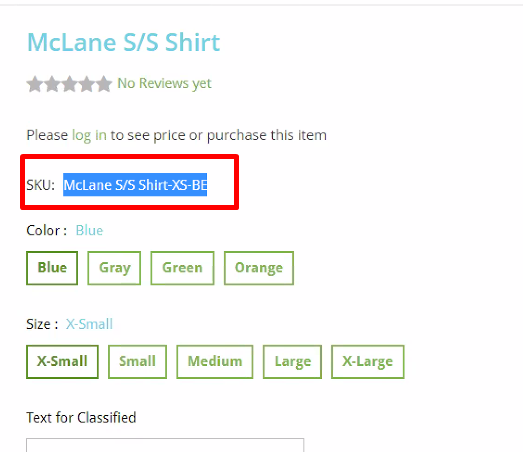 McLane S/S Shirt
No Reviews yet
Please log in to see price or purchase this item
SKU: McLane S/S Shirt-XS-BE
Color : Blue
Blue Gray Green Orange
Size : X-Small
X-Small Small Medium Large X-Large
Text for Classified